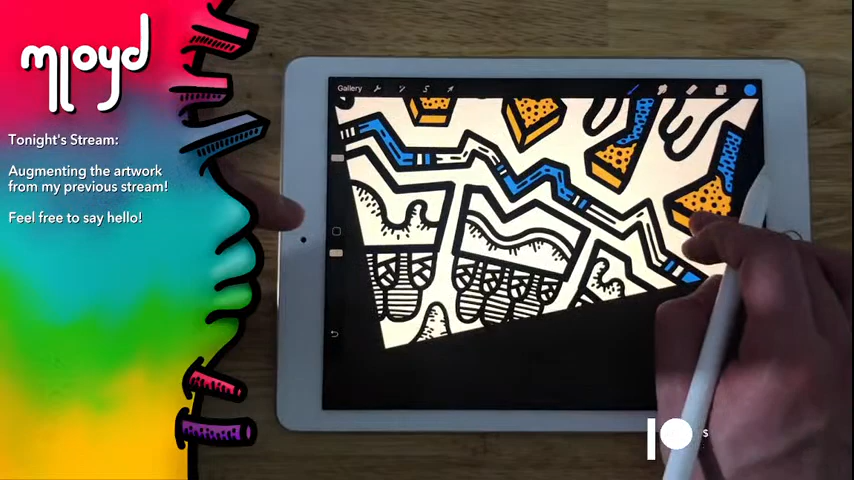 mloyd
Tonight's Stream:
Augmenting the artwork
from my previous stream!
Feel free to say hello!
Gallery